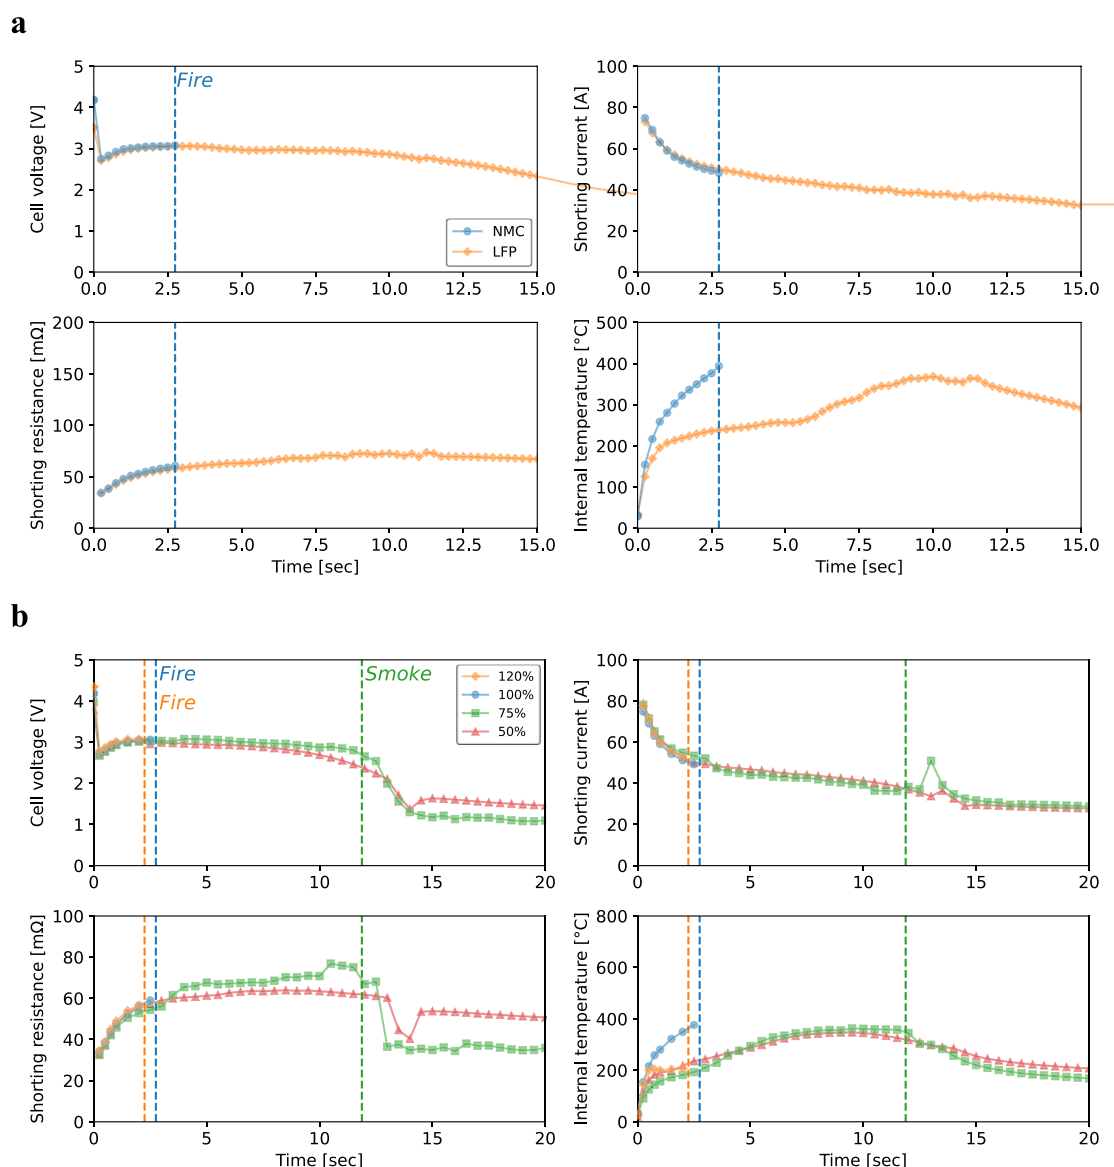 a
Cell voltage [V]
5
4
3
2
1
0
0.0 2.5 5.0 7.5 10.0 12.5 15.0
Fire
NMC
LFP
Shorting current [A]
100
80
60
40
20
0
0.0 2.5 5.0 7.5 10.0 12.5 15.0
Shorting resistance [mΩ]
200
150
100
50
0
0.0 2.5 5.0 7.5 10.0 12.5 15.0
Time [sec]
Internal temperature [°C]
500
400
300
200
100
0
0.0 2.5 5.0 7.5 10.0 12.5 15.0
Time [sec]
b
Cell voltage [V]
5
4
3
2
1
0
0 5 10 15 20
Fire
Fire
Smoke
120%
100%
75%
50%
Shorting current [A]
100
80
60
40
20
0
0 5 10 15 20
Shorting resistance [mΩ]
100
80
60
40
20
0
0 5 10 15 20
Time [sec]
Internal temperature [°C]
800
600
400
200
0
0 5 10 15 20
Time [sec]